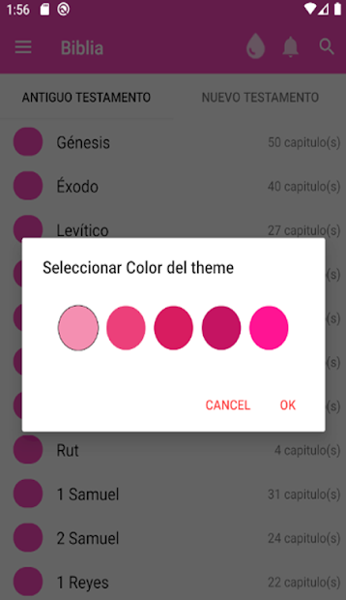 1:56
Biblia
ANTIGUO TESTAMENTO NUEVO TESTAMENTO
Génesis 50 capitulo(s)
Éxodo 40 capitulo(s)
Levítico 27 capitulo(s)
Seleccionar Color del theme
CANCEL OK
Rut 4 capitulo(s)
1 Samuel 31 capitulo(s)
2 Samuel 24 capitulo(s)
1 Reyes 22 capitulo(s)